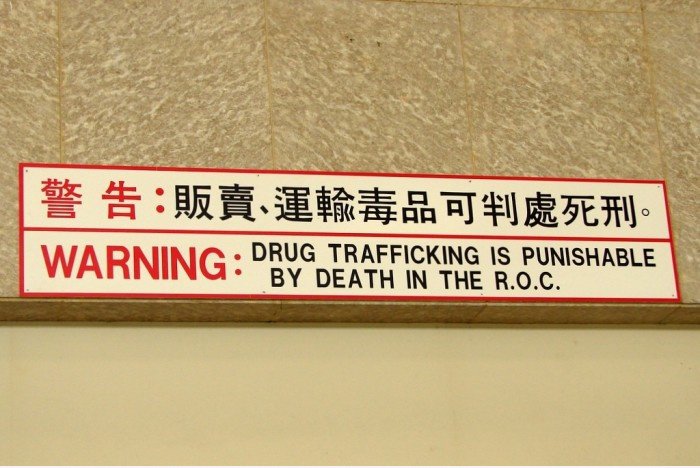 警告：販賣、運輸毒品可判處死刑。
WARNING: DRUG TRAFFICKING IS PUNISHABLE
BY DEATH IN THE R.O.C.